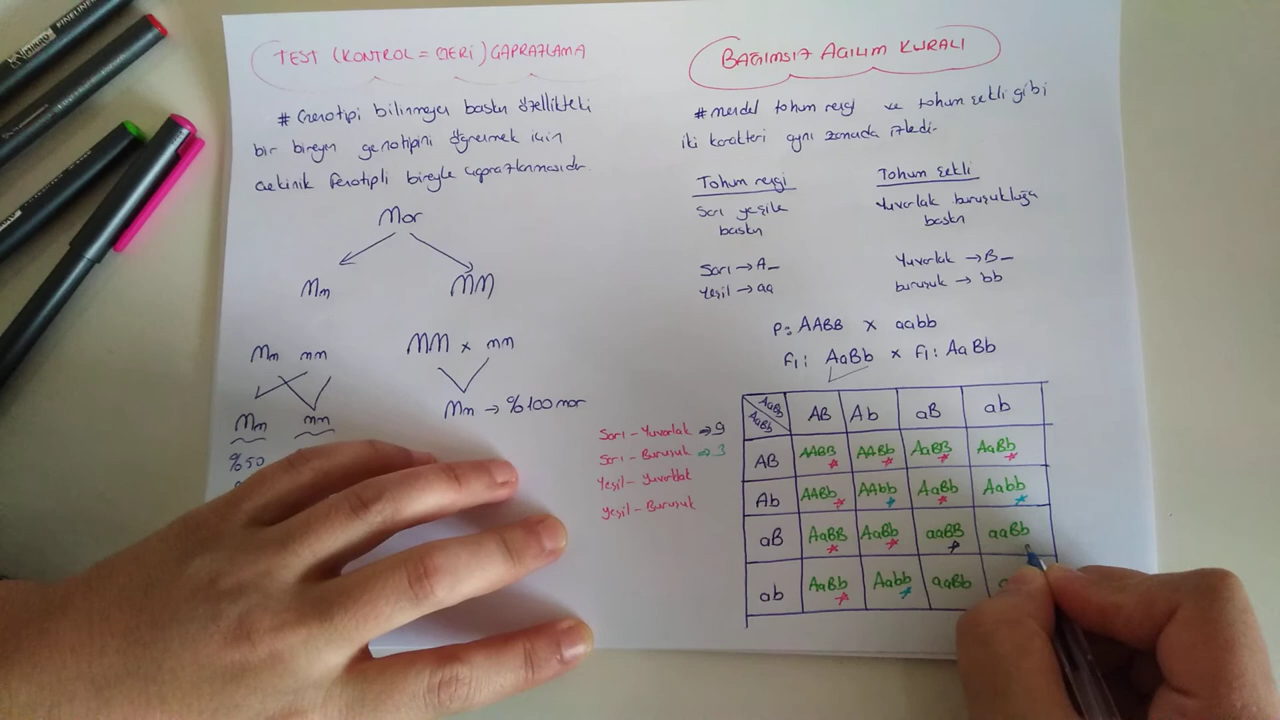 TEST (KONTROL = GERİ) ÇAPRAZLAMA
# Genotipi bilinmeyen baskın özellikteki
bir bireyin genotipini öğrenmek için
çekinik fenotipli bireyle çaprazlanmasıdır.
Mor
Mm MM
Mm mm
Mm mm
%50
MM x mm
Mm → %100 mor
BAĞIMSIZ AÇILIM KURALI
# mendel tohum rengi ve tohum şekli gibi
iki karakteri aynı zamanda izledi.
Tohum rengi
Sarı yeşile
baskın
Sarı → A_
Yeşil → aa
Tohum şekli
Yuvarlak buruşukluğa
baskın
Yuvarlak → B_
buruşuk → bb
P: AABB x aabb
F1: AaBb x F1: AaBb
Sarı - Yuvarlak → 9
Sarı - Buruşuk → 3
Yeşil - Yuvarlak
Yeşil - Buruşuk
AaBb
AaBb
AB Ab aB ab
AB AABB AABb AaBB AaBb
Ab AABb AAbb AaBb Aabb
aB AaBB AaBb aaBB aaBb
ab AaBb Aabb aaBb
FINELINER